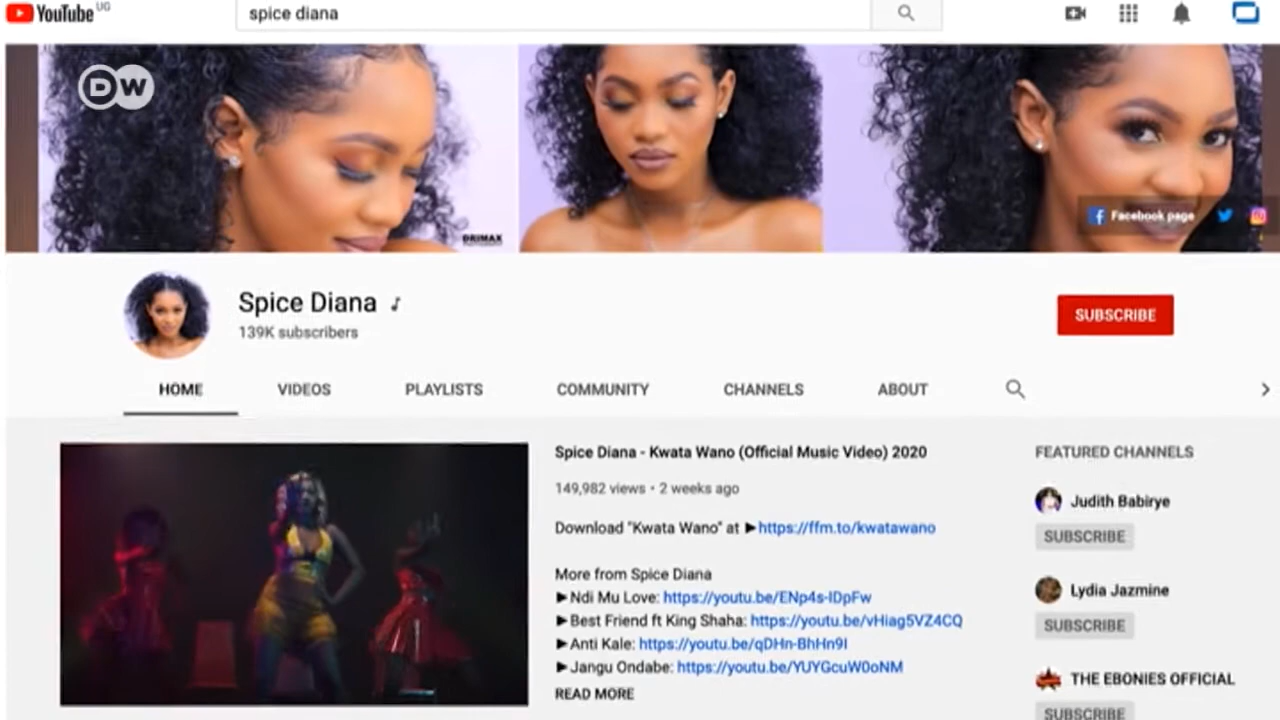 YouTube UG
spice diana
DW
DRIMAX
Facebook page
Spice Diana
139K subscribers
SUBSCRIBE
HOME VIDEOS PLAYLISTS COMMUNITY CHANNELS ABOUT
Spice Diana - Kwata Wano (Official Music Video) 2020
149,982 views • 2 weeks ago
Download "Kwata Wano" at ▶https://ffm.to/kwatawano
More from Spice Diana
▶Ndi Mu Love: https://youtu.be/ENp4s-IDpFw
▶Best Friend ft King Shaha: https://youtu.be/vHiag5VZ4CQ
▶Anti Kale: https://youtu.be/qDHn-BhHn9I
▶Jangu Ondabe: https://youtu.be/YUYGcuW0oNM
READ MORE
FEATURED CHANNELS
Judith Babirye
SUBSCRIBE
Lydia Jazmine
SUBSCRIBE
THE EBONIES OFFICIAL
SUBSCRIBE